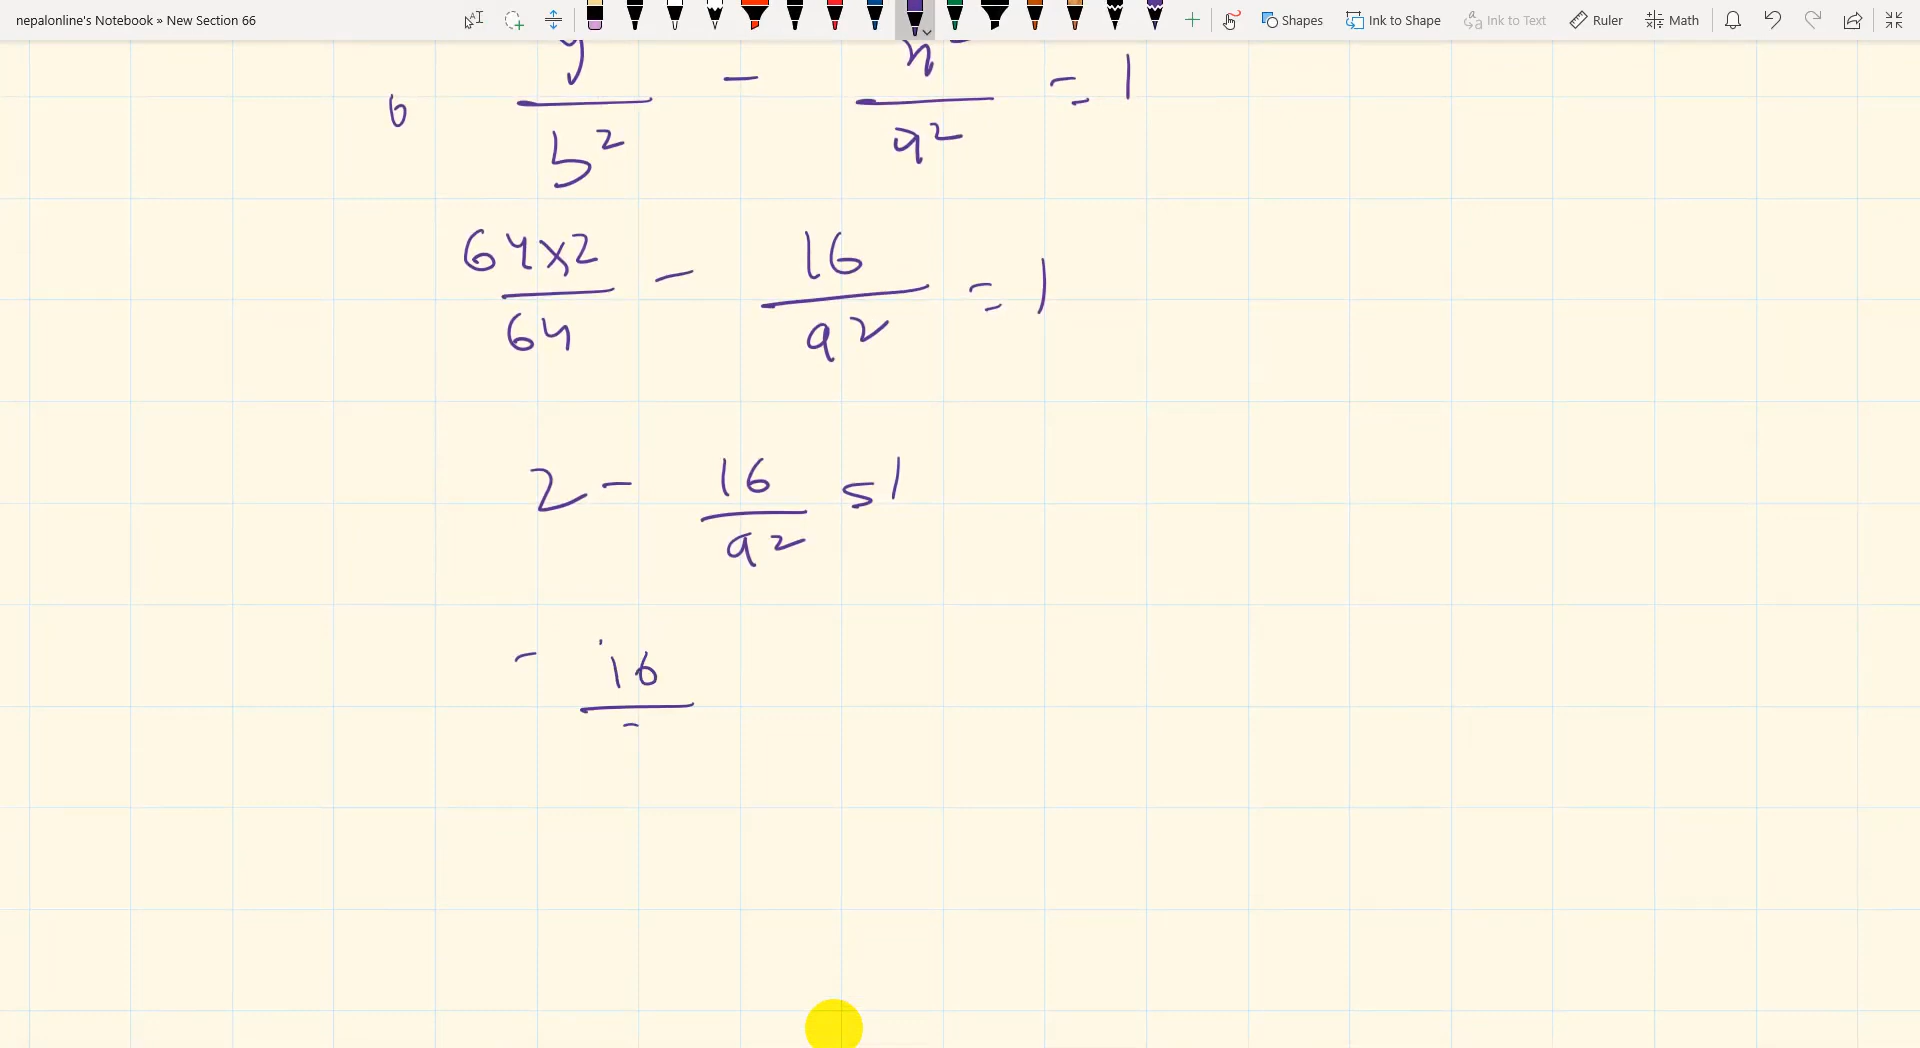 nepalonline's Notebook » New Section 66 Shapes Ink to Shape Ink to Text Ruler Math
6 y/b² - x²/a² = 1
64x2/64 - 16/a² = 1
2 - 16/a² = 1
- 16/